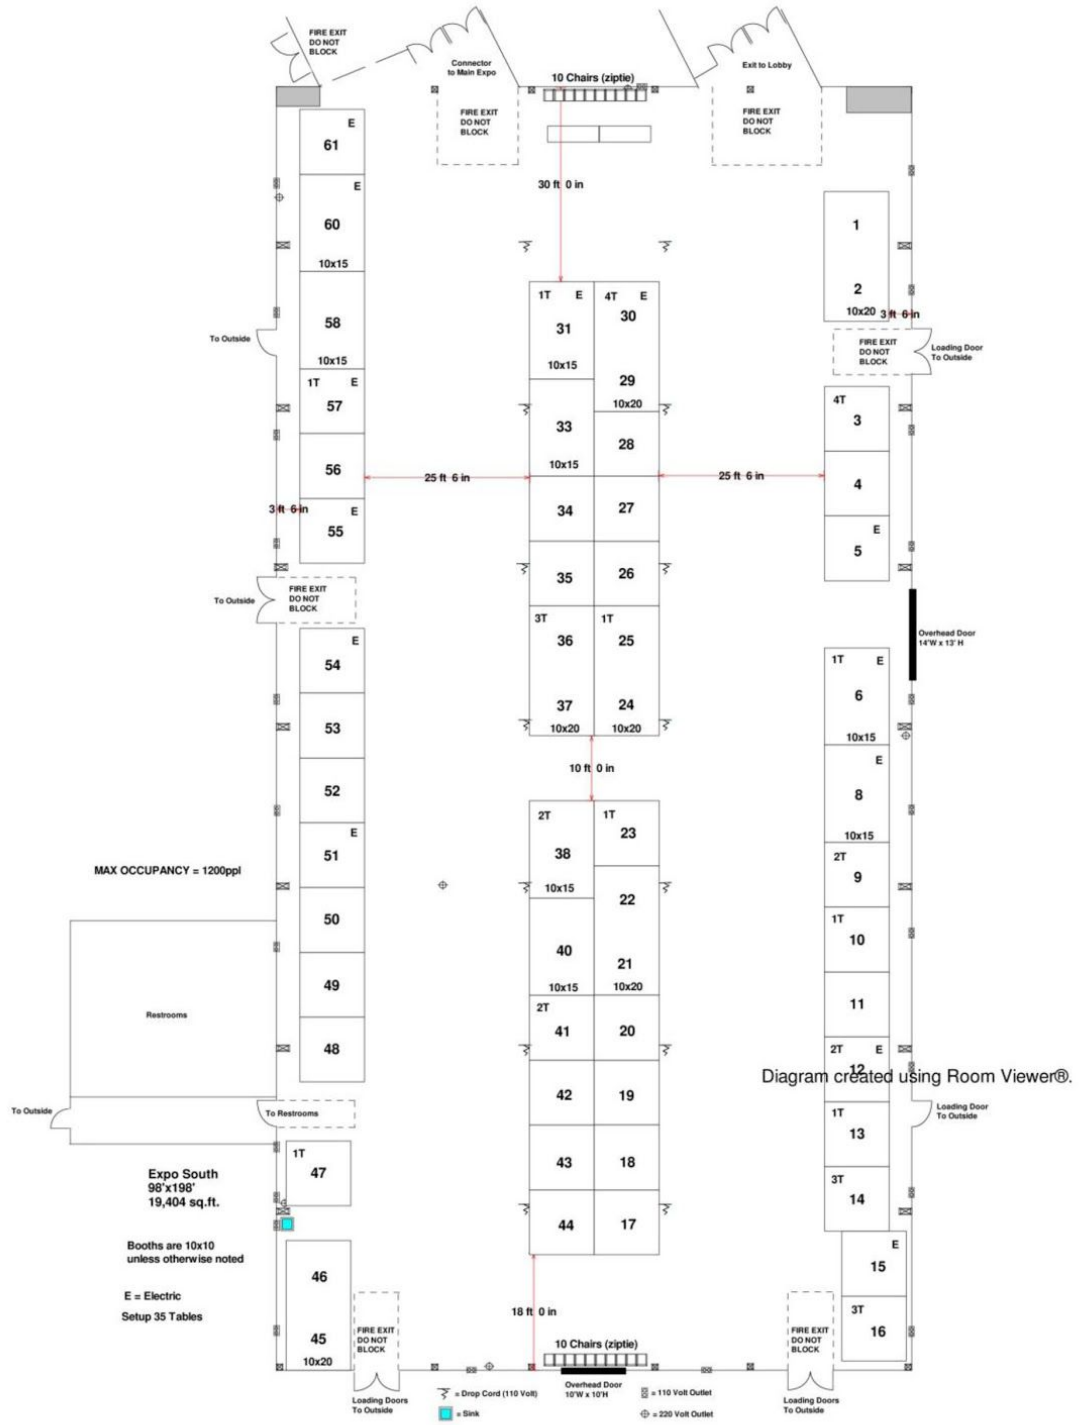 FIRE EXIT
DO NOT
BLOCK
Connector
to Main Expo
10 Chairs (ziptie)
Exit to Lobby
FIRE EXIT
DO NOT
BLOCK
FIRE EXIT
DO NOT
BLOCK
E
61
30 ft 0 in
E
60
10x15
1
2
10x20
3 ft 6 in
1T E
31
10x15
4T E
30
29
10x20
58
10x15
To Outside
FIRE EXIT
DO NOT
BLOCK
Loading Door
To Outside
1T E
57
4T
3
33
10x15
28
56
25 ft 6 in
25 ft 6 in
4
3 ft 6 in
E
55
34
27
E
5
35
26
To Outside
FIRE EXIT
DO NOT
BLOCK
3T
36
37
10x20
1T
25
24
10x20
E
54
Overhead Door
14'W x 13' H
1T E
6
10x15
53
10 ft 0 in
E
8
10x15
52
2T
38
10x15
1T
23
E
51
MAX OCCUPANCY = 1200ppl
2T
9
22
21
10x20
50
1T
10
40
10x15
49
11
Restrooms
2T
41
20
48
2T E
12
Diagram created using Room Viewer®.
42
19
To Outside
To Restrooms
Loading Door
To Outside
1T
13
1T
47
43
18
Expo South
98'x198'
19,404 sq.ft.
3T
14
44
17
Booths are 10x10
unless otherwise noted
E
15
46
45
10x20
E = Electric
Setup 35 Tables
18 ft 0 in
3T
16
FIRE EXIT
DO NOT
BLOCK
10 Chairs (ziptie)
FIRE EXIT
DO NOT
BLOCK
Loading Doors
To Outside
Overhead Door
10'W x 10'H
Loading Doors
To Outside
= Drop Cord (110 Volt)
= 110 Volt Outlet
= Sink
= 220 Volt Outlet